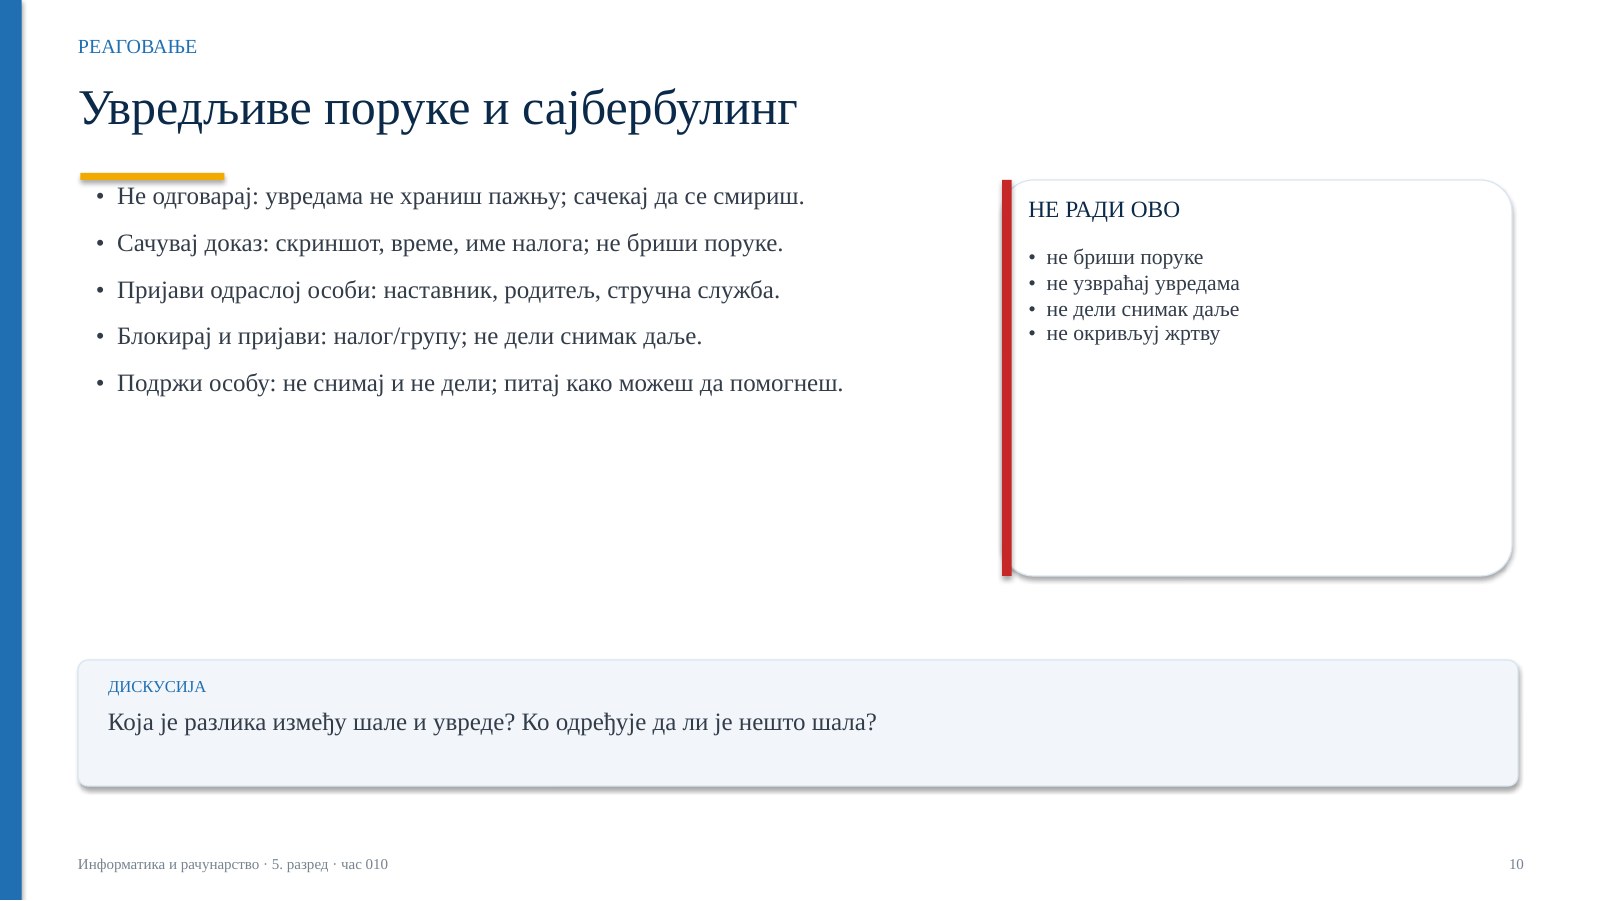 РЕАГОВАЊЕ
Увредљиве поруке и сајбербулинг
• Не одговарај: увредама не храниш пажњу; сачекај да се смириш.
• Сачувај доказ: скриншот, време, име налога; не бриши поруке.
• Пријави одраслој особи: наставник, родитељ, стручна служба.
• Блокирај и пријави: налог/групу; не дели снимак даље.
• Подржи особу: не снимај и не дели; питај како можеш да помогнеш.
НЕ РАДИ ОВО
• не бриши поруке
• не узвраћај увредама
• не дели снимак даље
• не окривљуј жртву
ДИСКУСИЈА
Која је разлика између шале и увреде? Ко одређује да ли је нешто шала?
Информатика и рачунарство · 5. разред · час 010
10